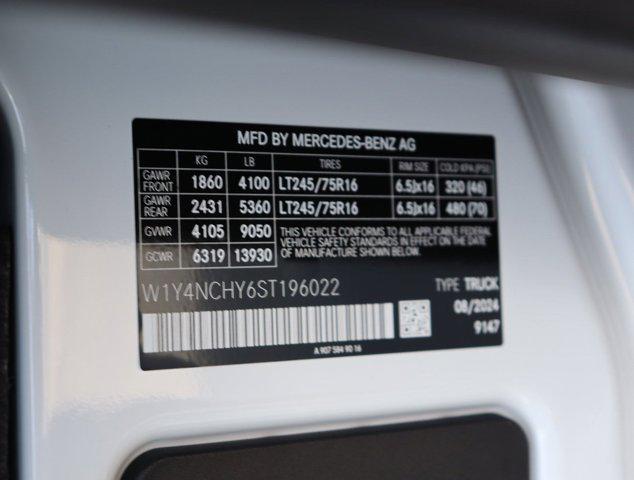 MFD BY MERCEDES-BENZ AG
KG LB TIRES RIM SIZE COLD KPA (PSI)
GAWR FRONT 1860 4100 LT245/75R16 6.5Jx16 320 (46)
GAWR REAR 2431 5360 LT245/75R16 6.5Jx16 480 (70)
GVWR 4105 9050
GCWR 6319 13930
THIS VEHICLE CONFORMS TO ALL APPLICABLE FEDERAL
VEHICLE SAFETY STANDARDS IN EFFECT ON THE DATE
OF MANUFACTURE SHOWN ABOVE.
W1Y4NCHY6ST196022 TYPE TRUCK
08/2024
9147
A 907 584 90 16